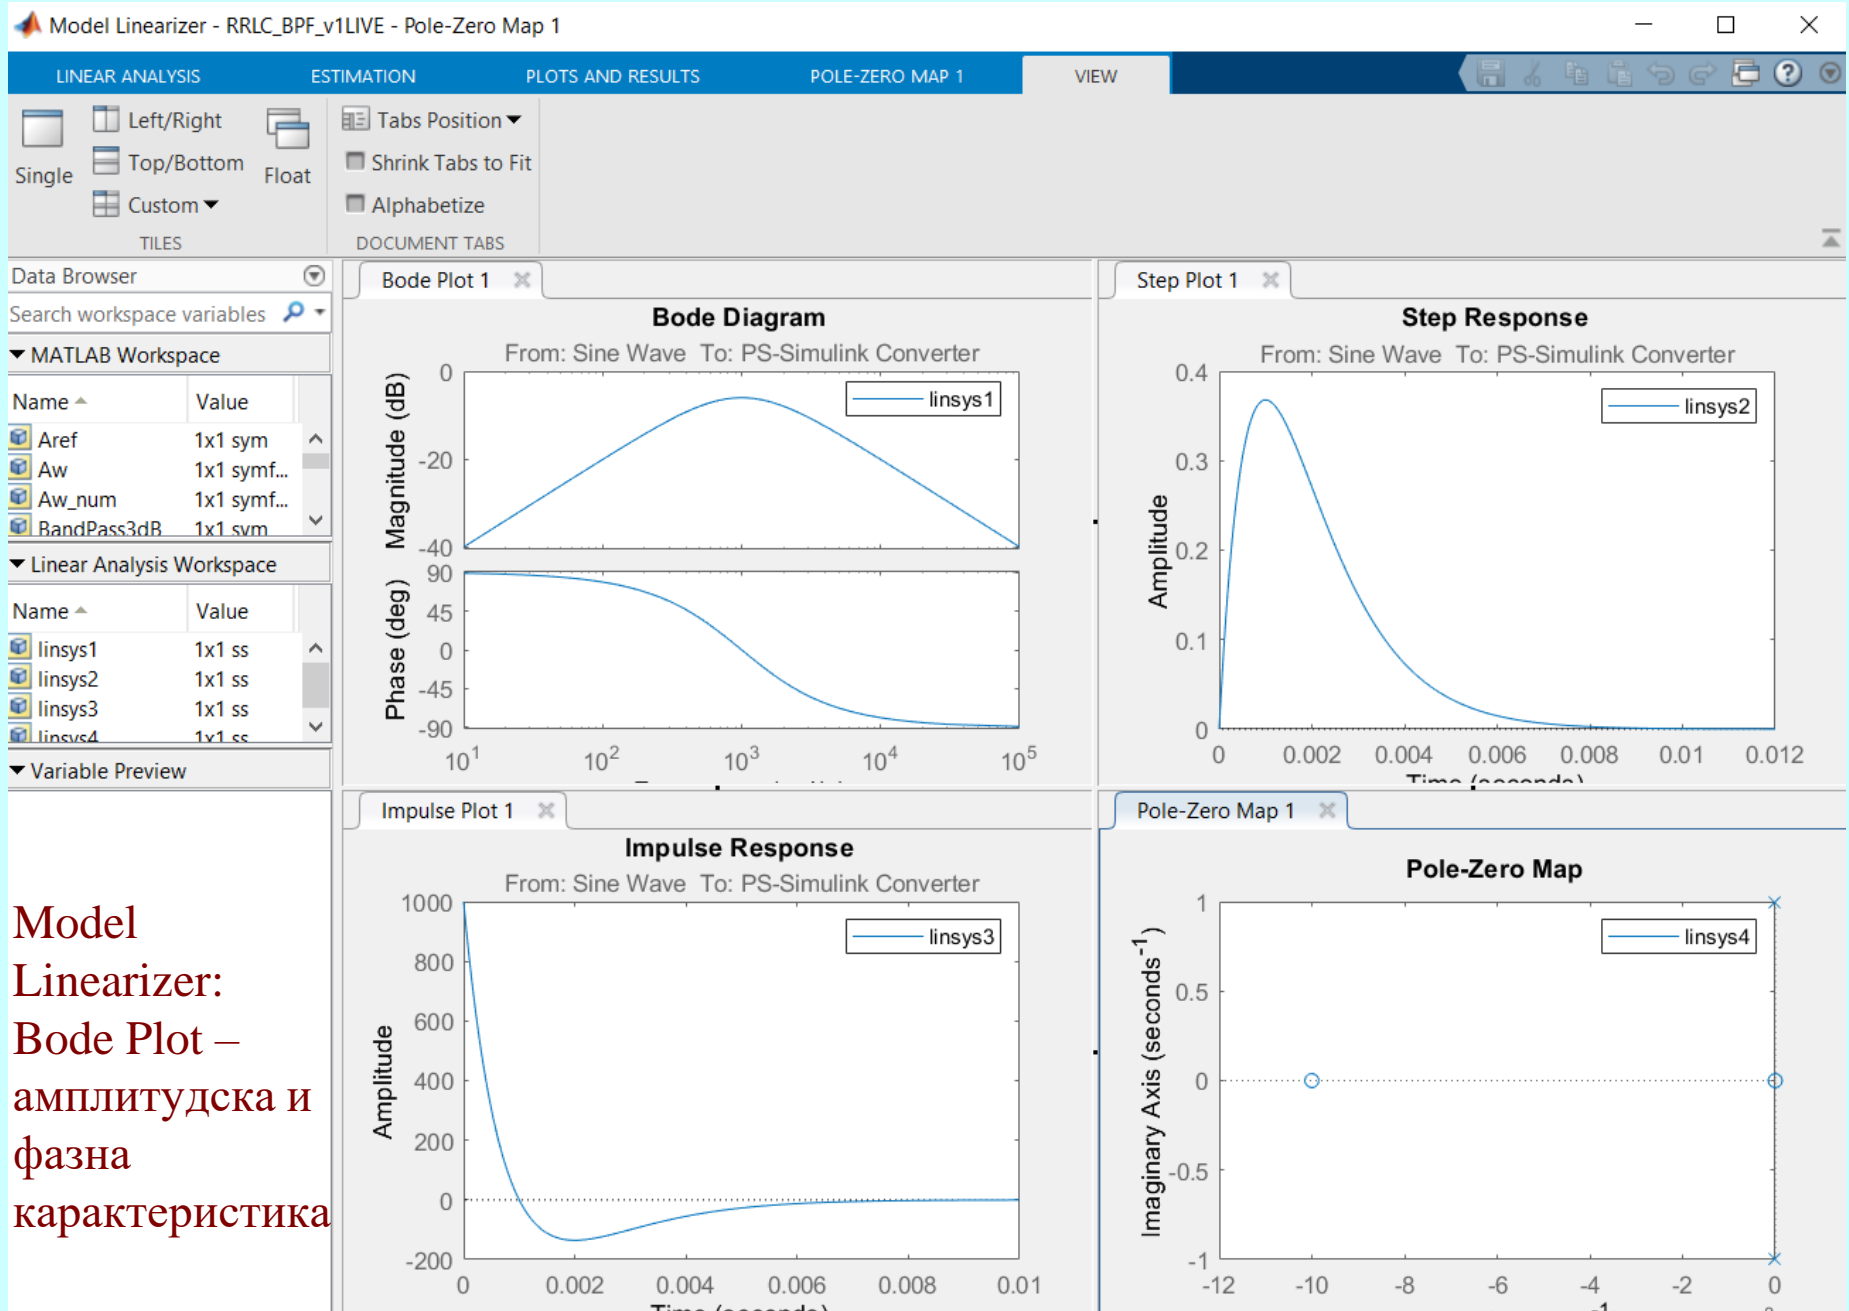 Model Linearizer - RRLC_BPF_v1LIVE - Pole-Zero Map 1
LINEAR ANALYSIS ESTIMATION PLOTS AND RESULTS POLE-ZERO MAP 1 VIEW
Single
Left/Right
Top/Bottom
Custom
Float
TILES
Tabs Position
Shrink Tabs to Fit
Alphabetize
DOCUMENT TABS
Data Browser
Search workspace variables
MATLAB Workspace
Name Value
Aref 1x1 sym
Aw 1x1 symf...
Aw_num 1x1 symf...
BandPass3dB 1x1 sym
Linear Analysis Workspace
Name Value
linsys1 1x1 ss
linsys2 1x1 ss
linsys3 1x1 ss
linsys4 1x1 ss
Variable Preview
Model
Linearizer:
Bode Plot –
амплитудска и
фазна
карактеристика
Bode Plot 1
Bode Diagram
From: Sine Wave To: PS-Simulink Converter
Magnitude (dB)
0
-20
-40
linsys1
Phase (deg)
90
45
0
-45
-90
10^1 10^2 10^3 10^4 10^5
Step Plot 1
Step Response
From: Sine Wave To: PS-Simulink Converter
Amplitude
0.4
0.3
0.2
0.1
0
linsys2
0 0.002 0.004 0.006 0.008 0.01 0.012
Time (seconds)
Impulse Plot 1
Impulse Response
From: Sine Wave To: PS-Simulink Converter
Amplitude
1000
800
600
400
200
0
-200
linsys3
0 0.002 0.004 0.006 0.008 0.01
Time (seconds)
Pole-Zero Map 1
Pole-Zero Map
Imaginary Axis (seconds^-1)
1
0.5
0
-0.5
-1
linsys4
-12 -10 -8 -6 -4 -2 0